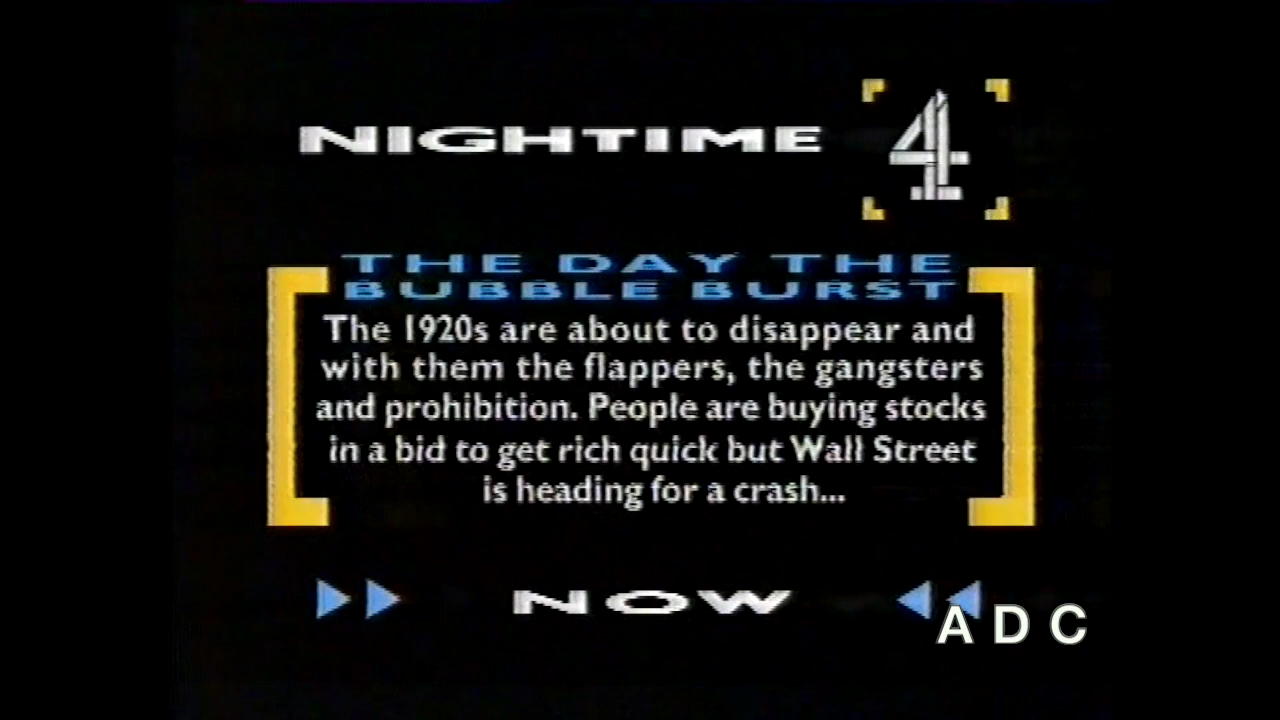 NIGHTIME 4
THE DAY THE
BUBBLE BURST
The 1920s are about to disappear and
with them the flappers, the gangsters
and prohibition. People are buying stocks
in a bid to get rich quick but Wall Street
is heading for a crash...
NOW
ADC